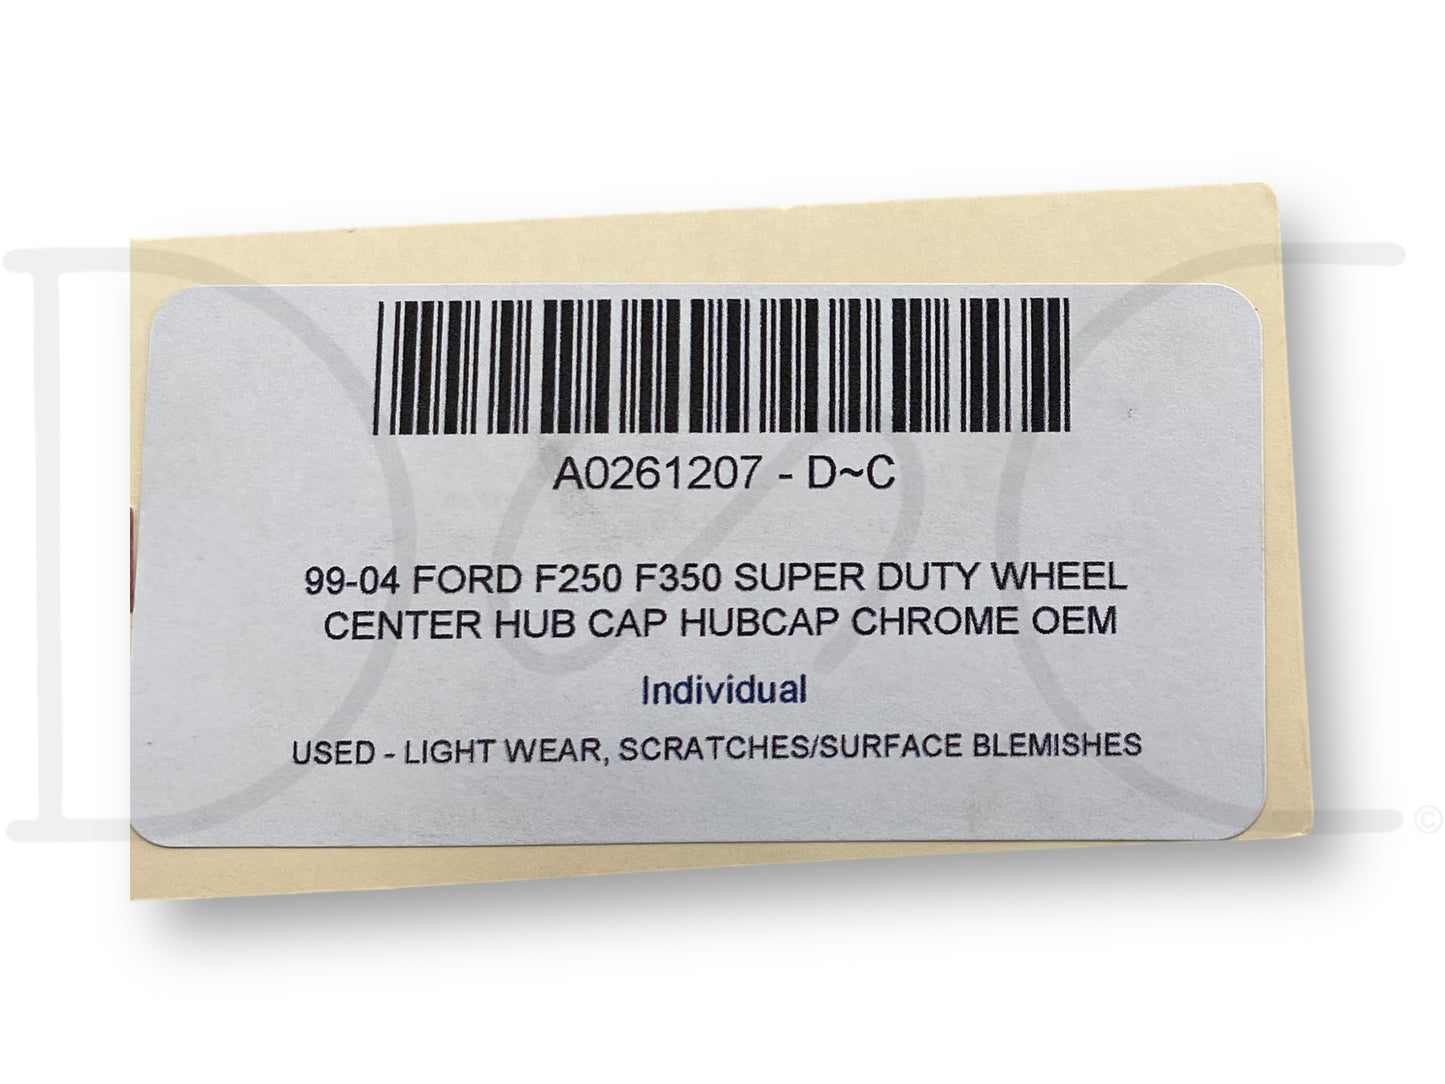 A0261207 - D~C
99-04 FORD F250 F350 SUPER DUTY WHEEL
CENTER HUB CAP HUBCAP CHROME OEM
Individual
USED - LIGHT WEAR, SCRATCHES/SURFACE BLEMISHES